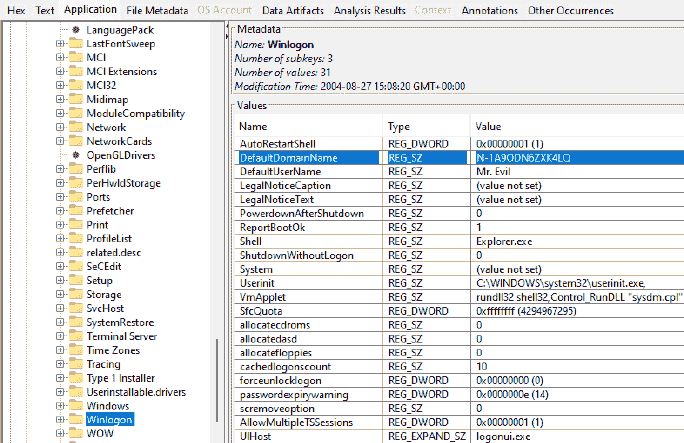 Hex Text Application File Metadata OS Account Data Artifacts Analysis Results Context Annotations Other Occurrences
LanguagePack
LastFontSweep
MCI
MCI Extensions
MCI32
Midimap
ModuleCompatibility
Network
NetworkCards
OpenGLDrivers
Perflib
PerHwIdStorage
Ports
Prefetcher
Print
ProfileList
related.desc
SeCEdit
Setup
Storage
SvcHost
SystemRestore
Terminal Server
Time Zones
Tracing
Type 1 Installer
Userinstallable.drivers
Windows
Winlogon
WOW
Metadata
Name: Winlogon
Number of subkeys: 3
Number of values: 31
Modification Time: 2004-08-27 15:08:20 GMT+00:00
Values
Name Type Value
AutoRestartShell REG_DWORD 0x00000001 (1)
DefaultDomainName REG_SZ N-1A9ODN6ZXK4LQ
DefaultUserName REG_SZ Mr. Evil
LegalNoticeCaption REG_SZ (value not set)
LegalNoticeText REG_SZ (value not set)
PowerdownAfterShutdown REG_SZ 0
ReportBootOk REG_SZ 1
Shell REG_SZ Explorer.exe
ShutdownWithoutLogon REG_SZ 0
System REG_SZ (value not set)
Userinit REG_SZ C:\WINDOWS\system32\userinit.exe,
VmApplet REG_SZ rundll32 shell32,Control_RunDLL "sysdm.cpl"
SfcQuota REG_DWORD 0xffffffff (4294967295)
allocatecdroms REG_SZ 0
allocatedasd REG_SZ 0
allocatefloppies REG_SZ 0
cachedlogonscount REG_SZ 10
forceunlocklogon REG_DWORD 0x00000000 (0)
passwordexpirywarning REG_DWORD 0x0000000e (14)
scremoveoption REG_SZ 0
AllowMultipleTSSessions REG_DWORD 0x00000001 (1)
UIHost REG_EXPAND_SZ logonui.exe